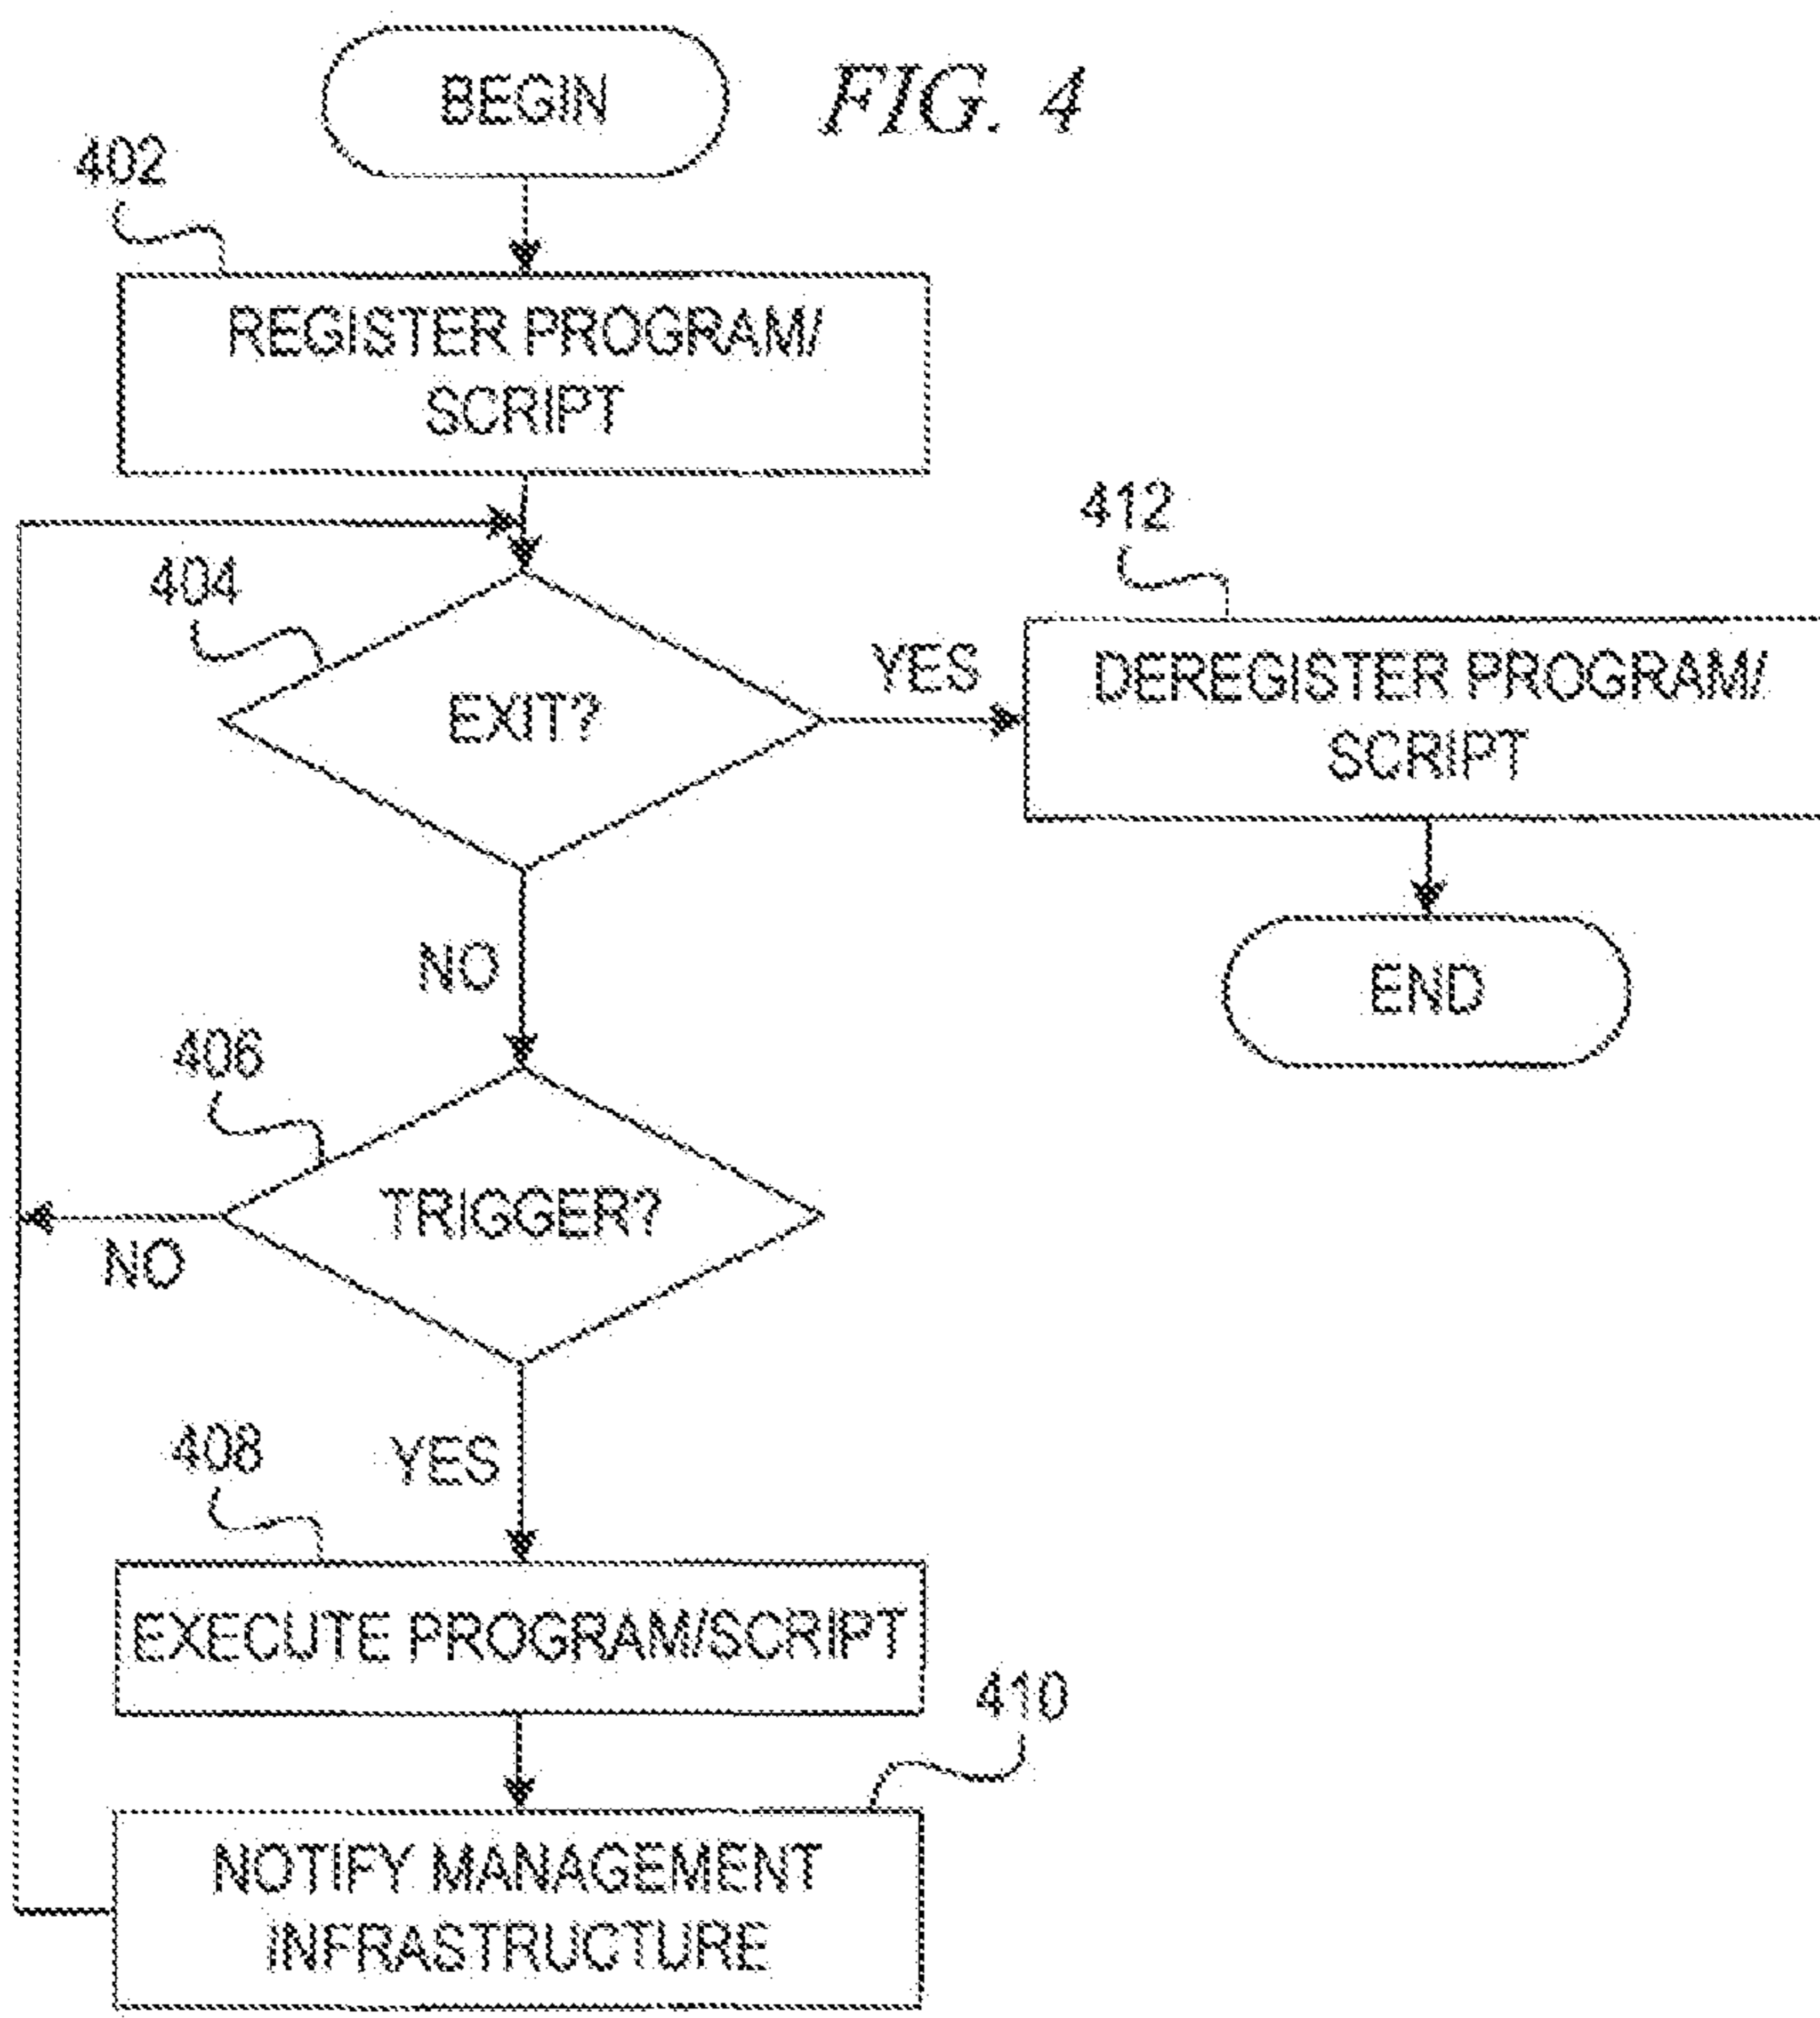 BEGIN
FIG. 4
402
REGISTER PROGRAM/
SCRIPT
404
EXIT?
YES
412
DEREGISTER PROGRAM/
SCRIPT
NO
END
406
TRIGGER?
NO
YES
408
EXECUTE PROGRAM/SCRIPT
410
NOTIFY MANAGEMENT
INFRASTRUCTURE